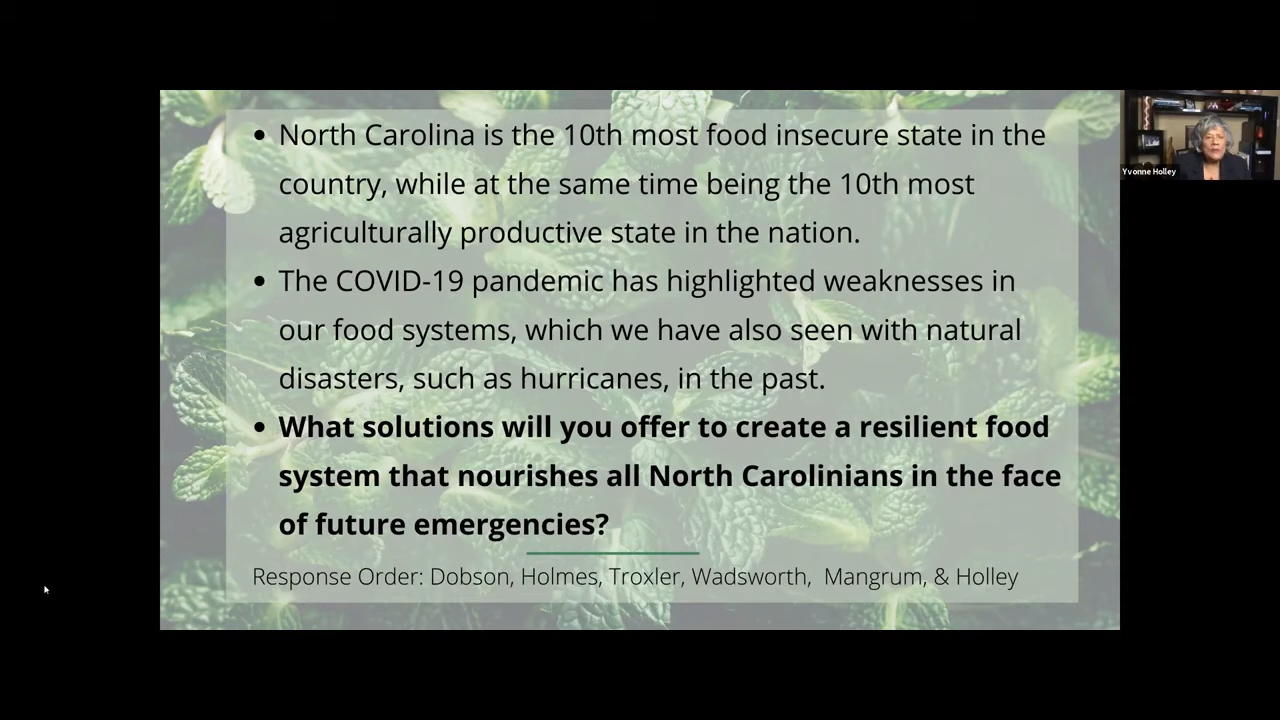 • North Carolina is the 10th most food insecure state in the
country, while at the same time being the 10th most
agriculturally productive state in the nation.
• The COVID-19 pandemic has highlighted weaknesses in
our food systems, which we have also seen with natural
disasters, such as hurricanes, in the past.
• What solutions will you offer to create a resilient food
system that nourishes all North Carolinians in the face
of future emergencies?
Response Order: Dobson, Holmes, Troxler, Wadsworth, Mangrum, & Holley
Yvonne Holley